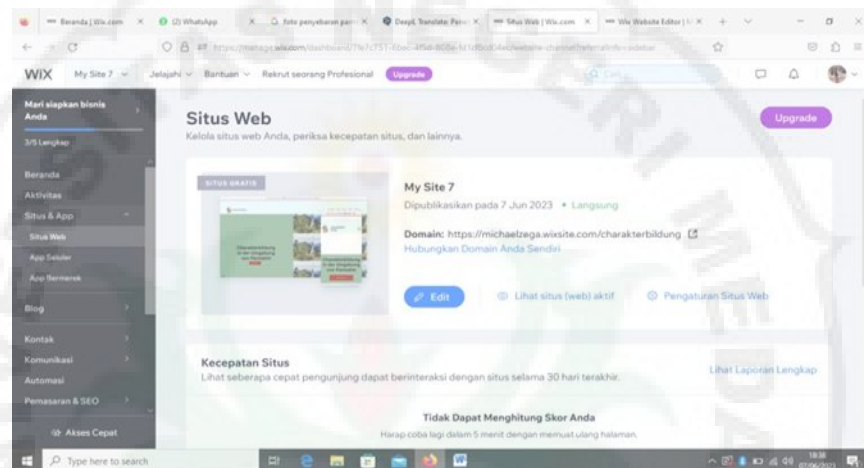 Beranda | Wix.com
(2) WhatsApp
foto penyebaran
DeepL Translate
Situs Web | Wix.com
Wix Website Editor
WiX
My Site 7
Jelajahi
Bantuan
Rekrut seorang Profesional
Upgrade
Mari siapkan bisnis
Anda
3/5 Langkap
Beranda
Aktivitas
Situs & App
Situs Web
App Seluler
App Bermerek
Blog
Kontak
Komunikasi
Automasi
Pemasaran & SEO
Akses Cepat
Situs Web
Kelola situs web Anda, periksa kecepatan situs, dan lainnya.
Upgrade
SITUS GRATIS
My Site 7
Dipublikasikan pada 7 Jun 2023 • Langsung
Domain: https://michaelzega.wixsite.com/charakterbildung
Hubungkan Domain Anda Sendiri
Edit
Lihat situs (web) aktif
Pengaturan Situs Web
Kecepatan Situs
Lihat seberapa cepat pengunjung dapat berinteraksi dengan situs selama 30 hari terakhir.
Lihat Laporan Lengkap
Tidak Dapat Menghitung Skor Anda
Harap coba lagi dalam 5 menit dengan memuat ulang halaman.
Type here to search
18:38
07/06/2023